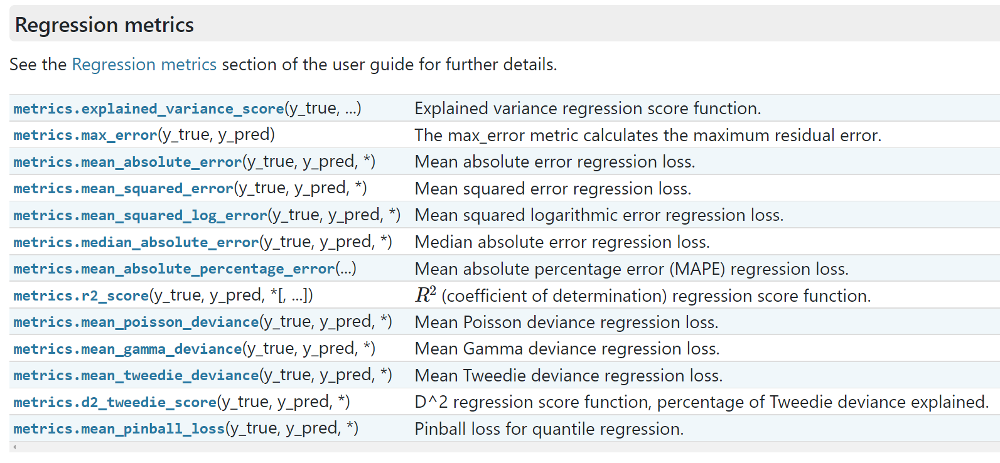 Regression metrics
See the Regression metrics section of the user guide for further details.
metrics.explained_variance_score(y_true, ...) Explained variance regression score function.
metrics.max_error(y_true, y_pred) The max_error metric calculates the maximum residual error.
metrics.mean_absolute_error(y_true, y_pred, *) Mean absolute error regression loss.
metrics.mean_squared_error(y_true, y_pred, *) Mean squared error regression loss.
metrics.mean_squared_log_error(y_true, y_pred, *) Mean squared logarithmic error regression loss.
metrics.median_absolute_error(y_true, y_pred, *) Median absolute error regression loss.
metrics.mean_absolute_percentage_error(...) Mean absolute percentage error (MAPE) regression loss.
metrics.r2_score(y_true, y_pred, *[, ...]) R² (coefficient of determination) regression score function.
metrics.mean_poisson_deviance(y_true, y_pred, *) Mean Poisson deviance regression loss.
metrics.mean_gamma_deviance(y_true, y_pred, *) Mean Gamma deviance regression loss.
metrics.mean_tweedie_deviance(y_true, y_pred, *) Mean Tweedie deviance regression loss.
metrics.d2_tweedie_score(y_true, y_pred, *) D^2 regression score function, percentage of Tweedie deviance explained.
metrics.mean_pinball_loss(y_true, y_pred, *) Pinball loss for quantile regression.